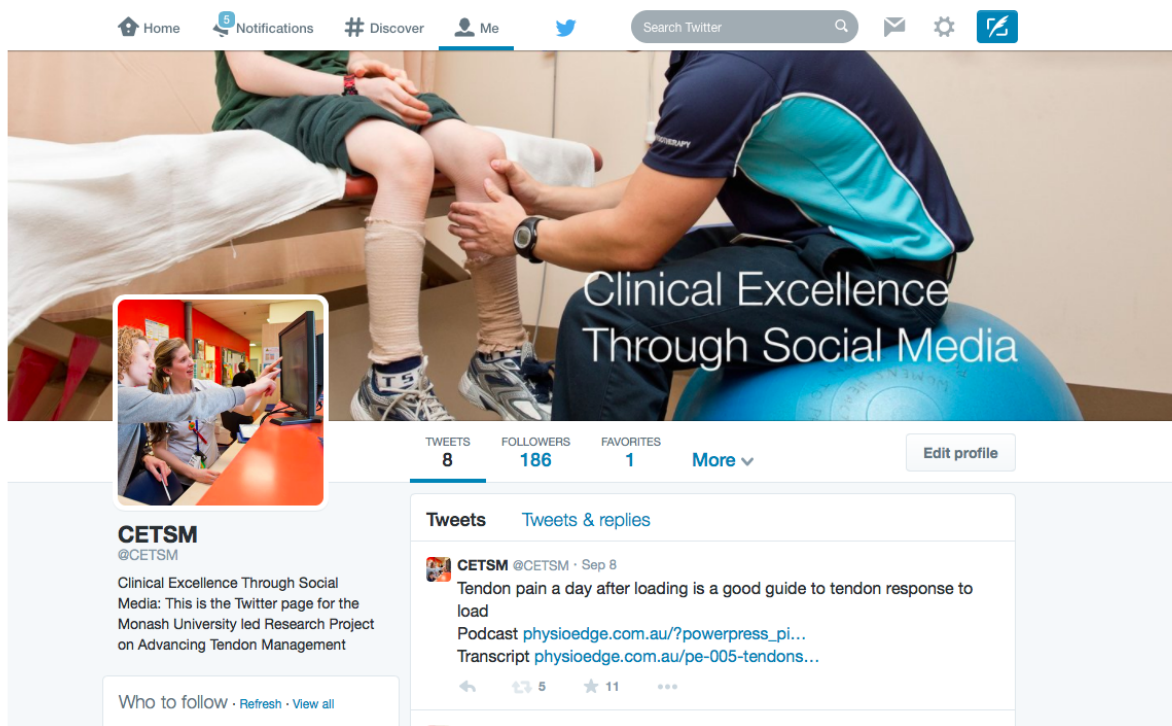 Home
5
Notifications
Discover
Me
Search Twitter
Clinical Excellence
Through Social Media
TWEETS
8
FOLLOWERS
186
FAVORITES
1
More
Edit profile
CETSM
@CETSM
Clinical Excellence Through Social
Media: This is the Twitter page for the
Monash University led Research Project
on Advancing Tendon Management
Who to follow · Refresh · View all
Tweets Tweets & replies
CETSM @CETSM · Sep 8
Tendon pain a day after loading is a good guide to tendon response to
load
Podcast physioedge.com.au/?powerpress_pi...
Transcript physioedge.com.au/pe-005-tendons...
5 11